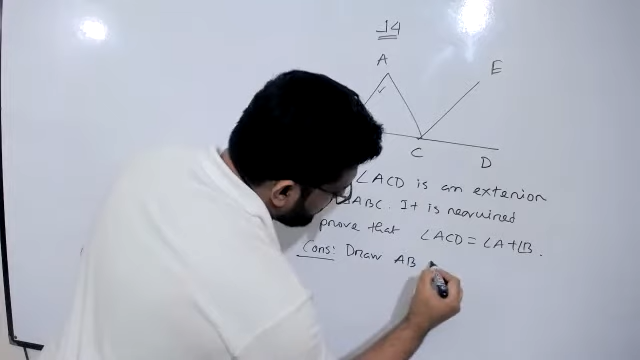 14
A
E
C
D
∠ACD is an exterior
ABC. It is required
prove that ∠ACD = ∠A+∠B.
Cons: Draw AB